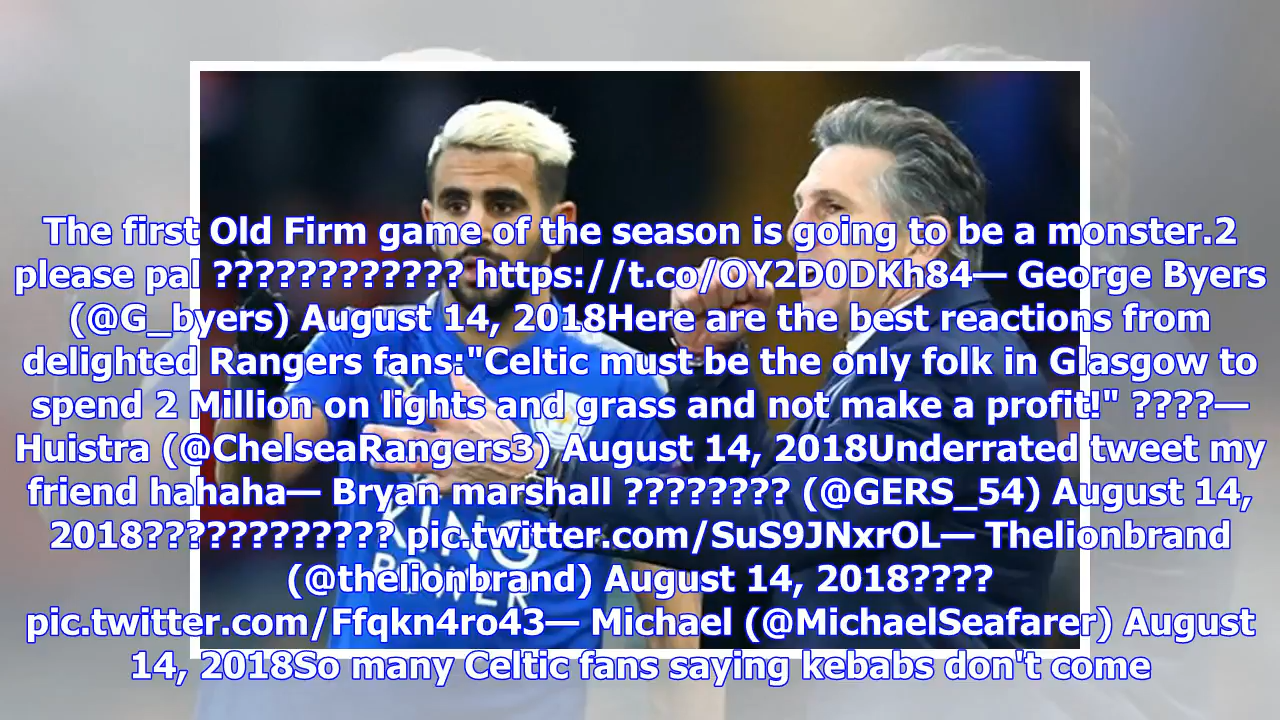 The first Old Firm game of the season is going to be a monster.2
please pal ???????????? https://t.co/OY2D0DKh84— George Byers
(@G_byers) August 14, 2018Here are the best reactions from
delighted Rangers fans:"Celtic must be the only folk in Glasgow to
spend 2 Million on lights and grass and not make a profit!" ????—
Huistra (@ChelseaRangers3) August 14, 2018Underrated tweet my
friend hahaha— Bryan marshall ???????? (@GERS_54) August 14,
2018???????????? pic.twitter.com/SuS9JNxrOL— Thelionbrand
(@thelionbrand) August 14, 2018????
pic.twitter.com/Ffqkn4ro43— Michael (@MichaelSeafarer) August
14, 2018So many Celtic fans saying kebabs don't come
KING
POWER